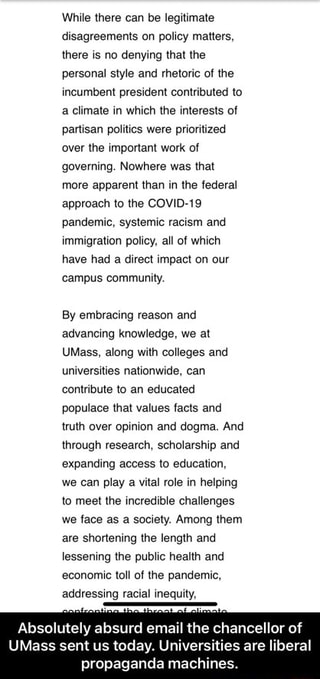 While there can be legitimate
disagreements on policy matters,
there is no denying that the
personal style and rhetoric of the
incumbent president contributed to
a climate in which the interests of
partisan politics were prioritized
over the important work of
governing. Nowhere was that
more apparent than in the federal
approach to the COVID-19
pandemic, systemic racism and
immigration policy, all of which
have had a direct impact on our
campus community.
By embracing reason and
advancing knowledge, we at
UMass, along with colleges and
universities nationwide, can
contribute to an educated
populace that values facts and
truth over opinion and dogma. And
through research, scholarship and
expanding access to education,
we can play a vital role in helping
to meet the incredible challenges
we face as a society. Among them
are shortening the length and
lessening the public health and
economic toll of the pandemic,
addressing racial inequity,
confronting the threat of climate
Absolutely absurd email the chancellor of
UMass sent us today. Universities are liberal
propaganda machines.